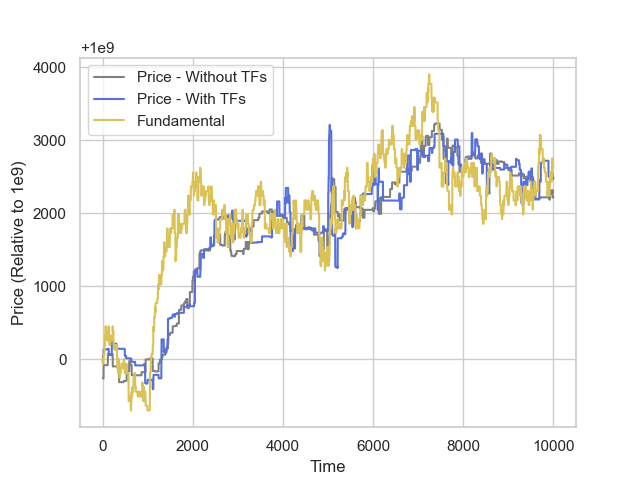 +1e9
4000
3000
2000
1000
0
Price (Relative to 1e9)
Price - Without TFs
Price - With TFs
Fundamental
0 2000 4000 6000 8000 10000
Time